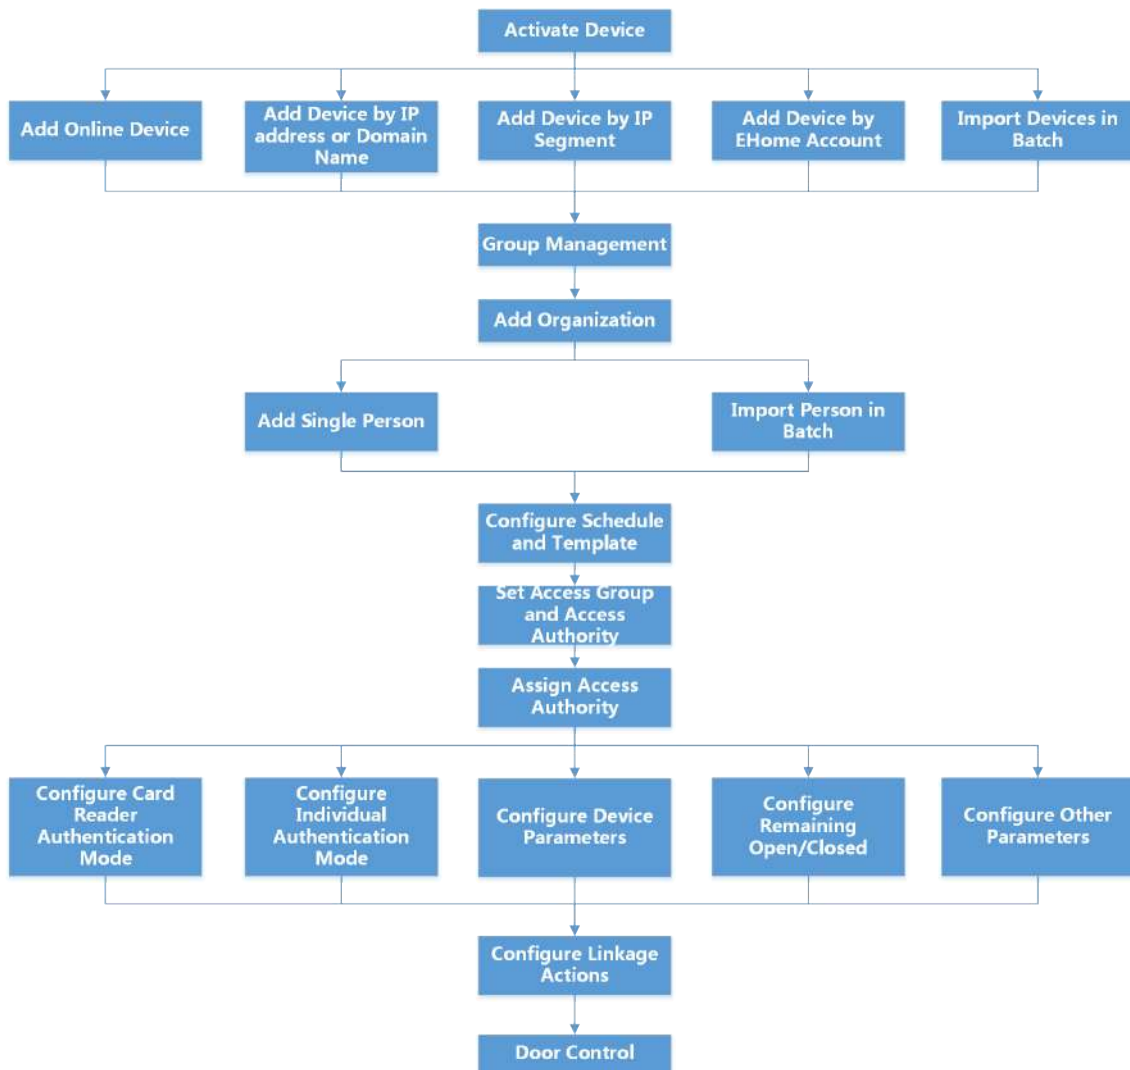 Activate Device
Add Online Device
Add Device by IP
address or Domain
Name
Add Device by IP
Segment
Add Device by
EHome Account
Import Devices in
Batch
Group Management
Add Organization
Add Single Person
Import Person in
Batch
Configure Schedule
and Template
Set Access Group
and Access
Authority
Assign Access
Authority
Configure Card
Reader
Authentication
Mode
Configure
Individual
Authentication
Mode
Configure Device
Parameters
Configure
Remaining
Open/Closed
Configure Other
Parameters
Configure Linkage
Actions
Door Control